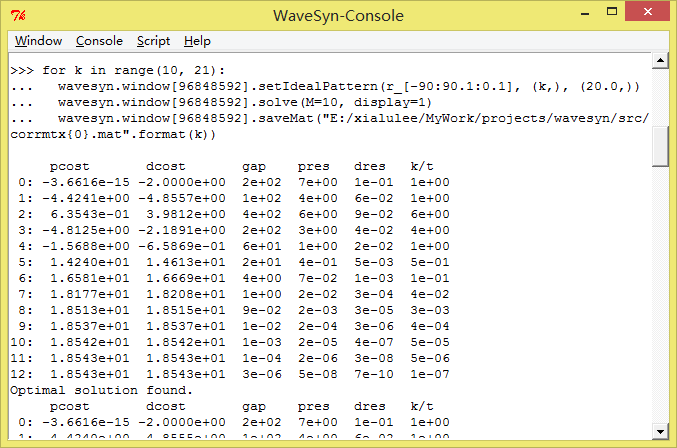 WaveSyn-Console
Window Console Script Help
>>> for k in range(10, 21):
...   wavesyn.window[96848592].setIdealPattern(r_[-90:90.1:0.1], (k,), (20.0,))
...   wavesyn.window[96848592].solve(M=10, display=1)
...   wavesyn.window[96848592].saveMat("E:/xialulee/MyWork/projects/wavesyn/src/
corrmtx{0}.mat".format(k))
     pcost       dcost       gap    pres   dres   k/t
 0: -3.6616e-15 -2.0000e+00  2e+02  7e+00  1e-01  1e+00
 1: -4.4241e+00 -4.8557e+00  1e+02  4e+00  6e-02  1e+00
 2:  6.3543e-01  3.9812e+00  4e+02  6e+00  9e-02  6e+00
 3: -4.8125e+00 -2.1891e+00  2e+02  3e+00  4e-02  4e+00
 4: -1.5688e+00 -6.5869e-01  6e+01  1e+00  2e-02  1e+00
 5:  1.4240e+01  1.4613e+01  2e+01  4e-01  5e-03  5e-01
 6:  1.6581e+01  1.6669e+01  4e+00  7e-02  1e-03  1e-01
 7:  1.8177e+01  1.8208e+01  1e+00  2e-02  3e-04  4e-02
 8:  1.8513e+01  1.8515e+01  9e-02  2e-03  3e-05  3e-03
 9:  1.8537e+01  1.8537e+01  1e-02  2e-04  3e-06  4e-04
10:  1.8542e+01  1.8542e+01  1e-03  2e-05  4e-07  5e-05
11:  1.8543e+01  1.8543e+01  1e-04  2e-06  3e-08  5e-06
12:  1.8543e+01  1.8543e+01  3e-06  5e-08  7e-10  1e-07
Optimal solution found.
     pcost       dcost       gap    pres   dres   k/t
 0: -3.6616e-15 -2.0000e+00  2e+02  7e+00  1e-01  1e+00
 1: -4.4240e+00 -4.8555e+00  1e+02  4e+00  6e-02  1e+00